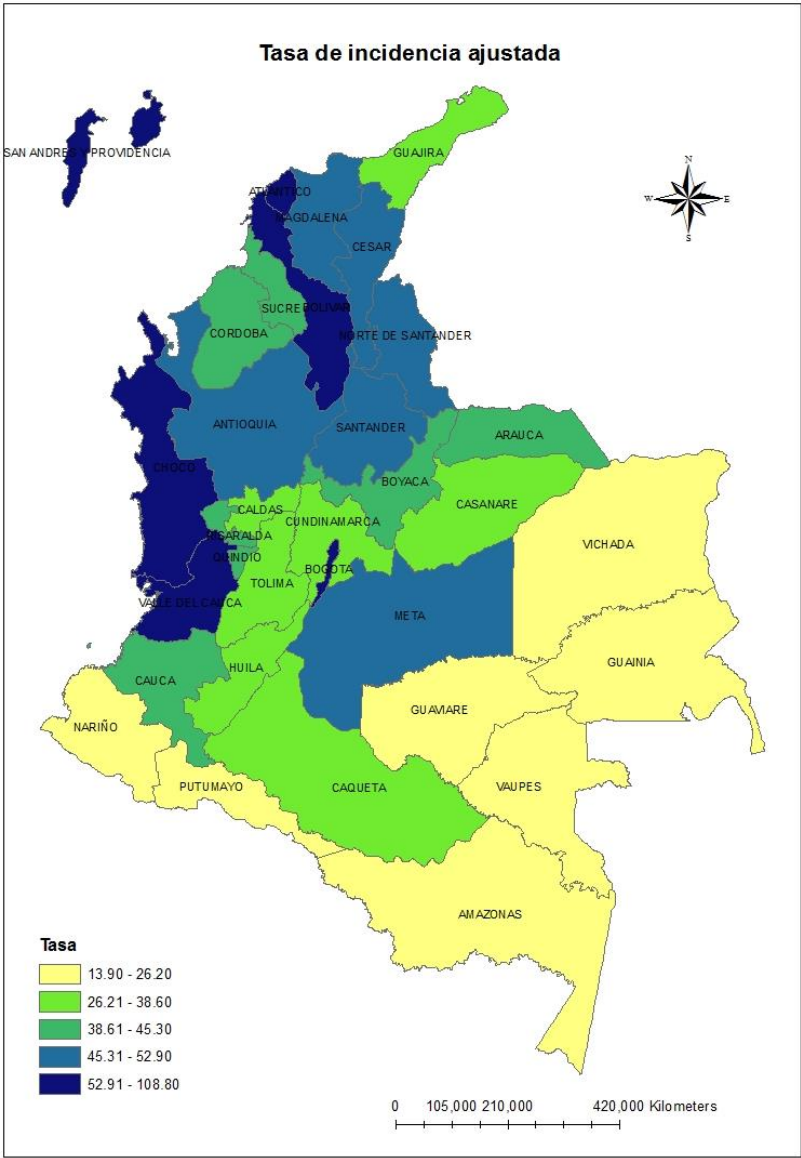 Tasa de incidencia ajustada
SAN ANDRES Y PROVIDENCIA
GUAJIRA
N
W E
S
ATLANTICO
MAGDALENA
CESAR
SUCRE
BOLIVAR
CORDOBA
NORTE DE SANTANDER
ANTIOQUIA
SANTANDER
ARAUCA
CHOCO
BOYACA
CASANARE
CALDAS
CUNDINAMARCA
RISARALDA
VICHADA
QUINDIO
BOGOTA
TOLIMA
VALLE DEL CAUCA
META
HUILA
GUAINIA
CAUCA
GUAVIARE
NARIÑO
PUTUMAYO
CAQUETA
VAUPES
AMAZONAS
Tasa
13.90 - 26.20
26.21 - 38.60
38.61 - 45.30
45.31 - 52.90
52.91 - 108.80
0 105,000 210,000 420,000 Kilometers